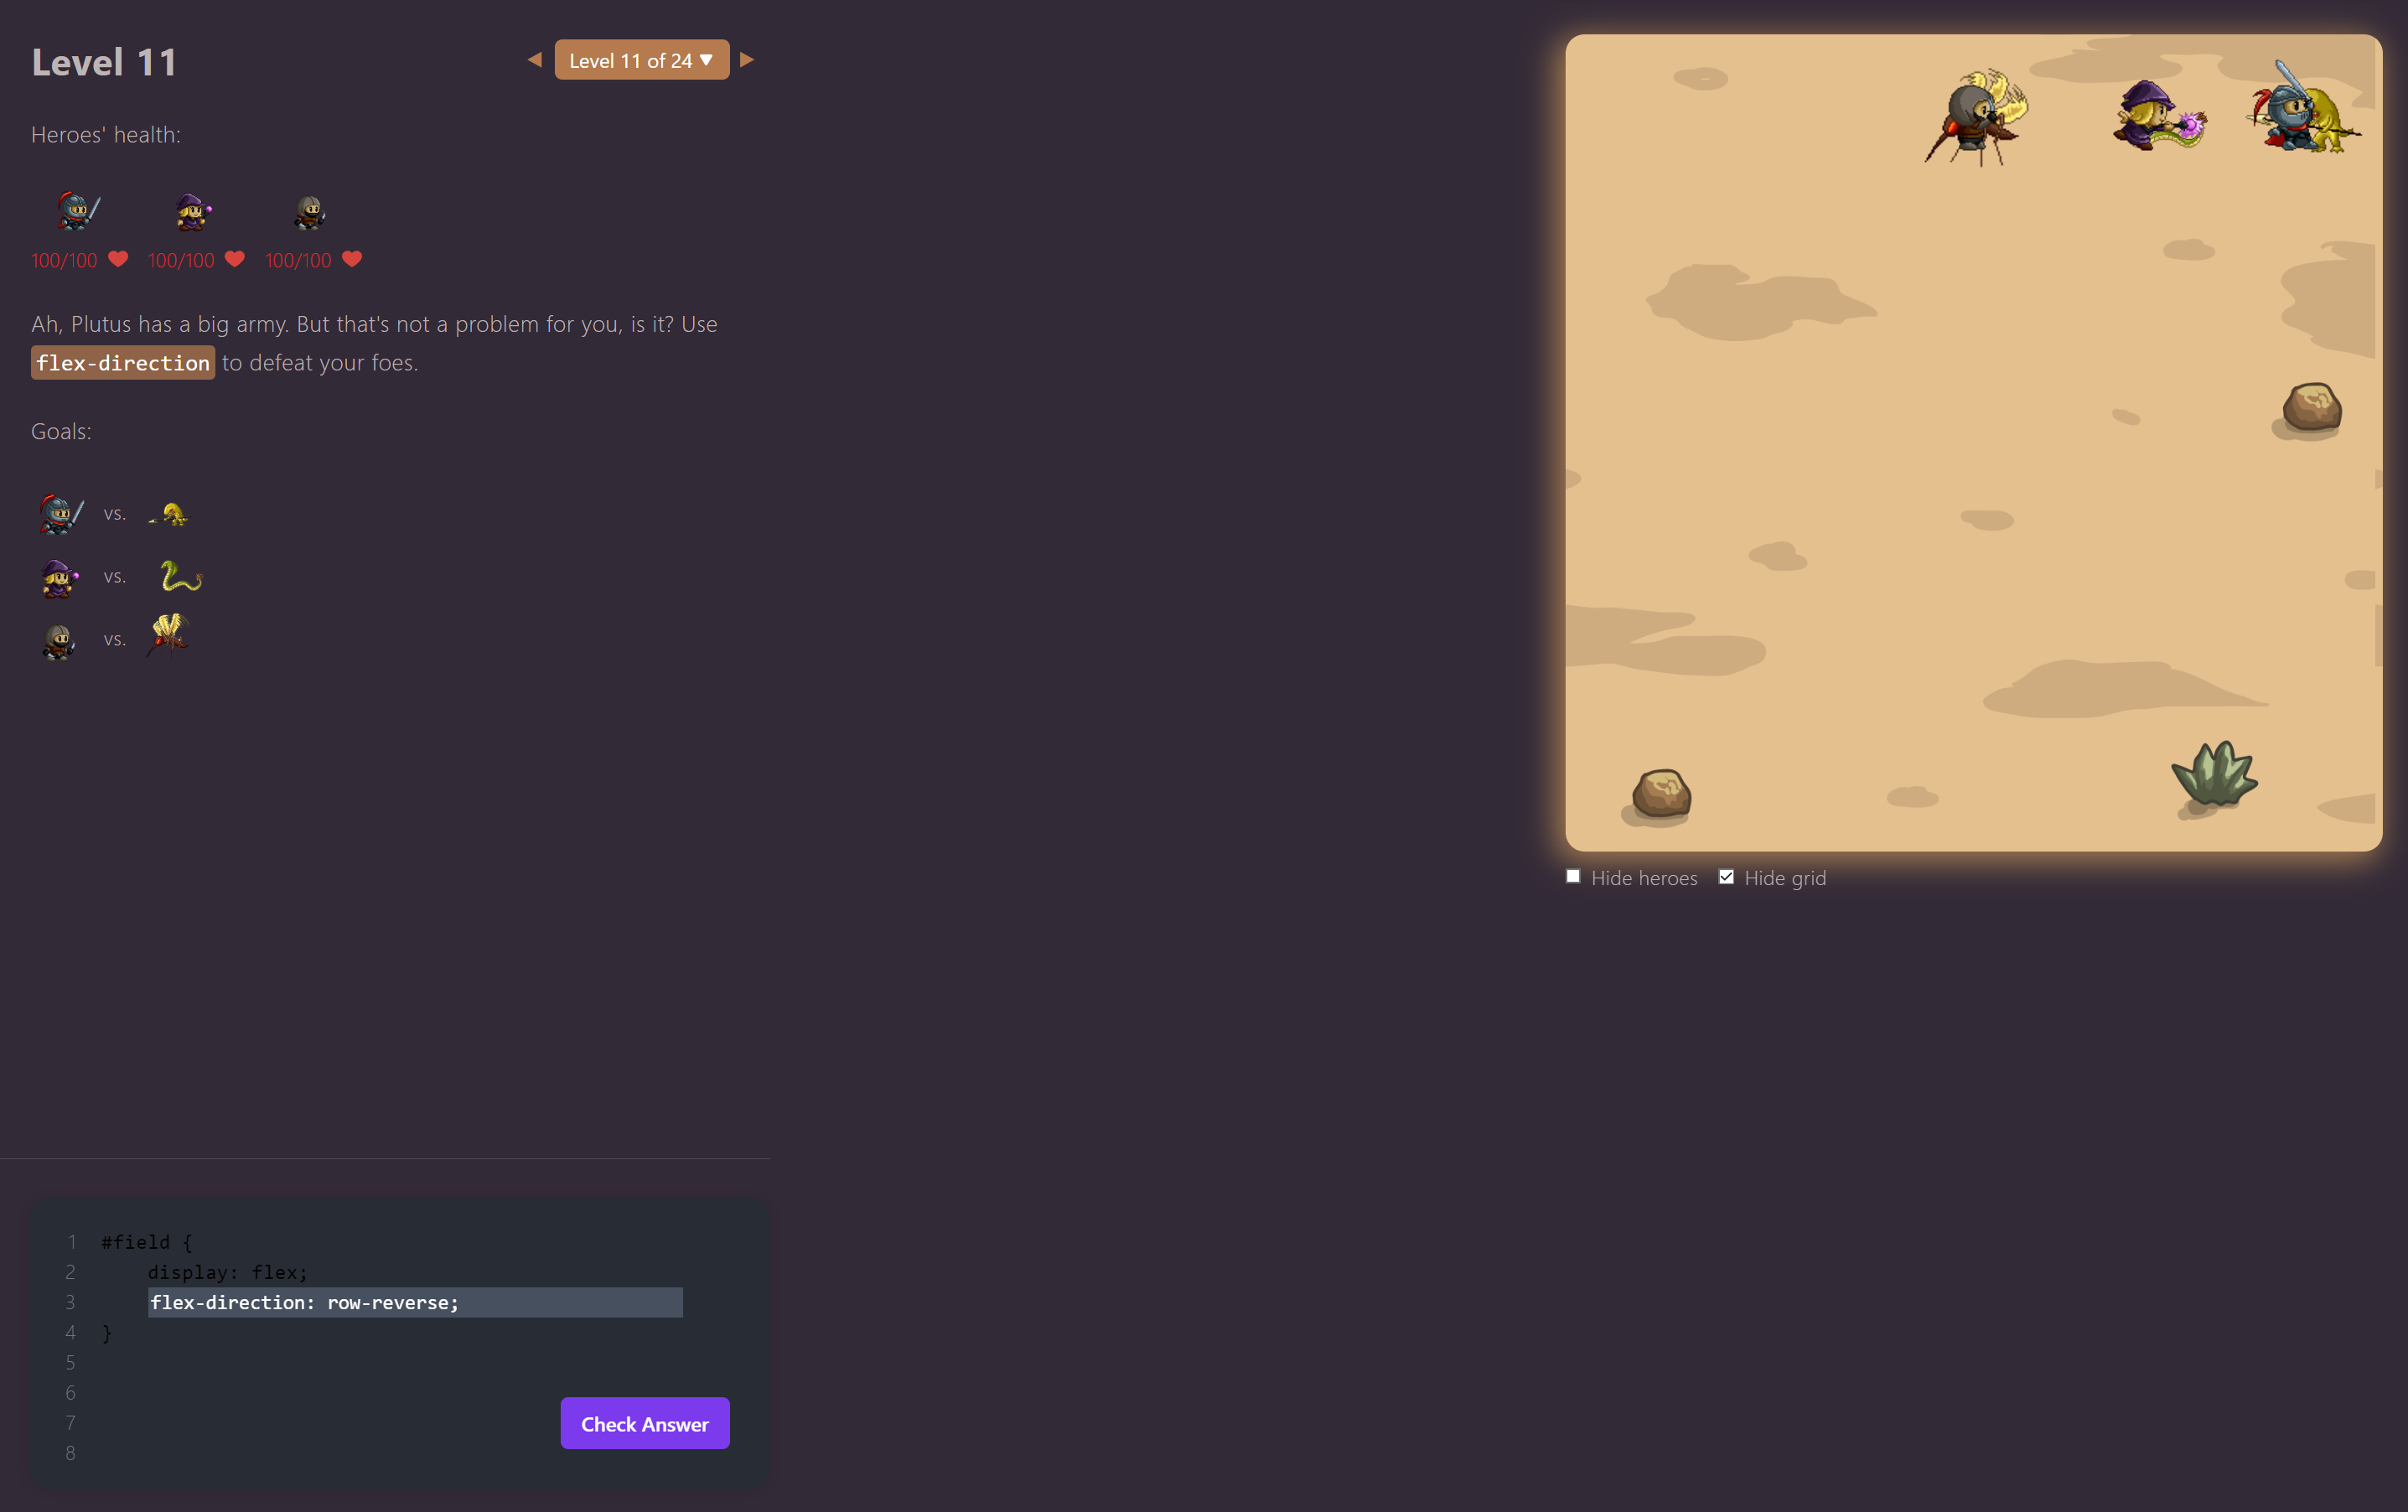 Level 11
◀ Level 11 of 24 ▼ ▶
Heroes' health:
100/100 100/100 100/100
Ah, Plutus has a big army. But that's not a problem for you, is it? Use
flex-direction to defeat your foes.
Goals:
vs.
vs.
vs.
Hide heroes Hide grid
1 #field {
2 display: flex;
3 flex-direction: row-reverse;
4 }
5
6
7
8
Check Answer